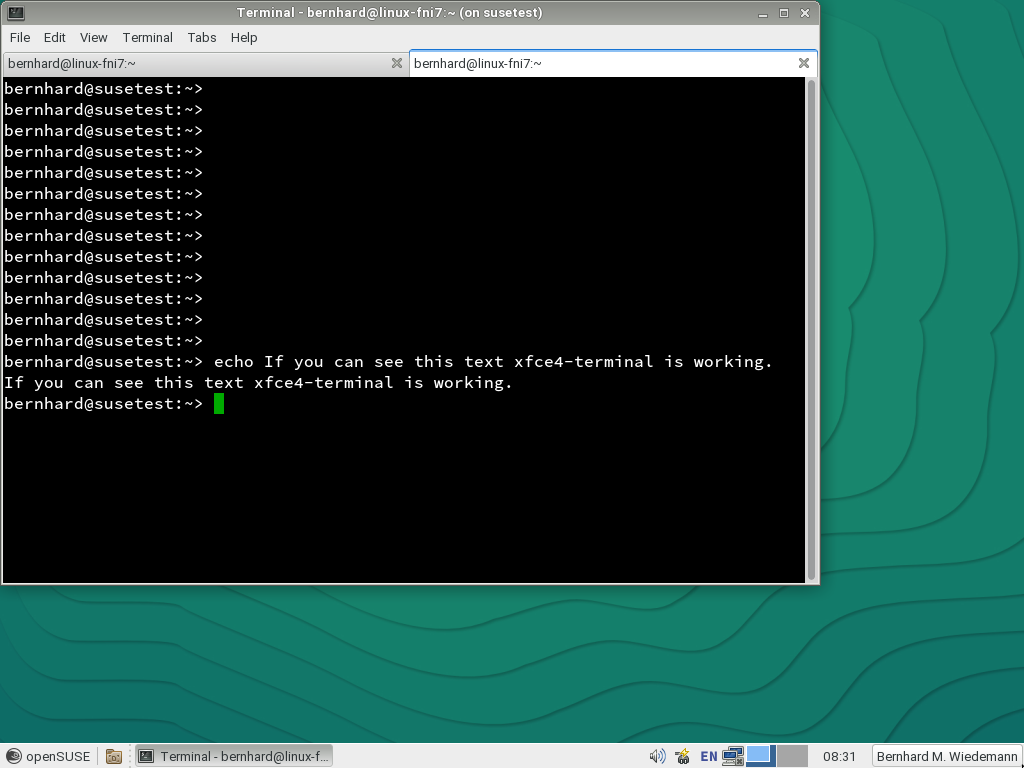 Terminal - bernhard@linux-fni7:~ (on susetest)
File Edit View Terminal Tabs Help
bernhard@linux-fni7:~ bernhard@linux-fni7:~
bernhard@susetest:~>
bernhard@susetest:~>
bernhard@susetest:~>
bernhard@susetest:~>
bernhard@susetest:~>
bernhard@susetest:~>
bernhard@susetest:~>
bernhard@susetest:~>
bernhard@susetest:~>
bernhard@susetest:~>
bernhard@susetest:~>
bernhard@susetest:~>
bernhard@susetest:~>
bernhard@susetest:~> echo If you can see this text xfce4-terminal is working.
If you can see this text xfce4-terminal is working.
bernhard@susetest:~>
openSUSE Terminal - bernhard@linux-f... EN 08:31 Bernhard M. Wiedemann